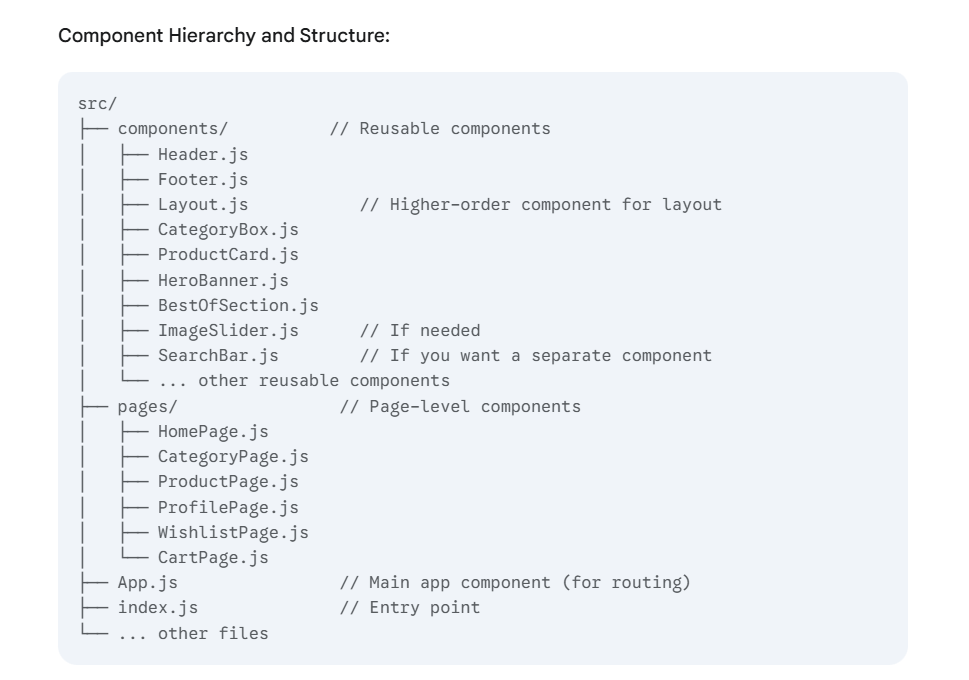 Component Hierarchy and Structure:
src/
├── components/          // Reusable components
│   ├── Header.js
│   ├── Footer.js
│   ├── Layout.js           // Higher-order component for layout
│   ├── CategoryBox.js
│   ├── ProductCard.js
│   ├── HeroBanner.js
│   ├── BestOfSection.js
│   ├── ImageSlider.js      // If needed
│   ├── SearchBar.js        // If you want a separate component
│   └── ... other reusable components
├── pages/                // Page-level components
│   ├── HomePage.js
│   ├── CategoryPage.js
│   ├── ProductPage.js
│   ├── ProfilePage.js
│   ├── WishlistPage.js
│   └── CartPage.js
├── App.js                // Main app component (for routing)
├── index.js              // Entry point
└── ... other files